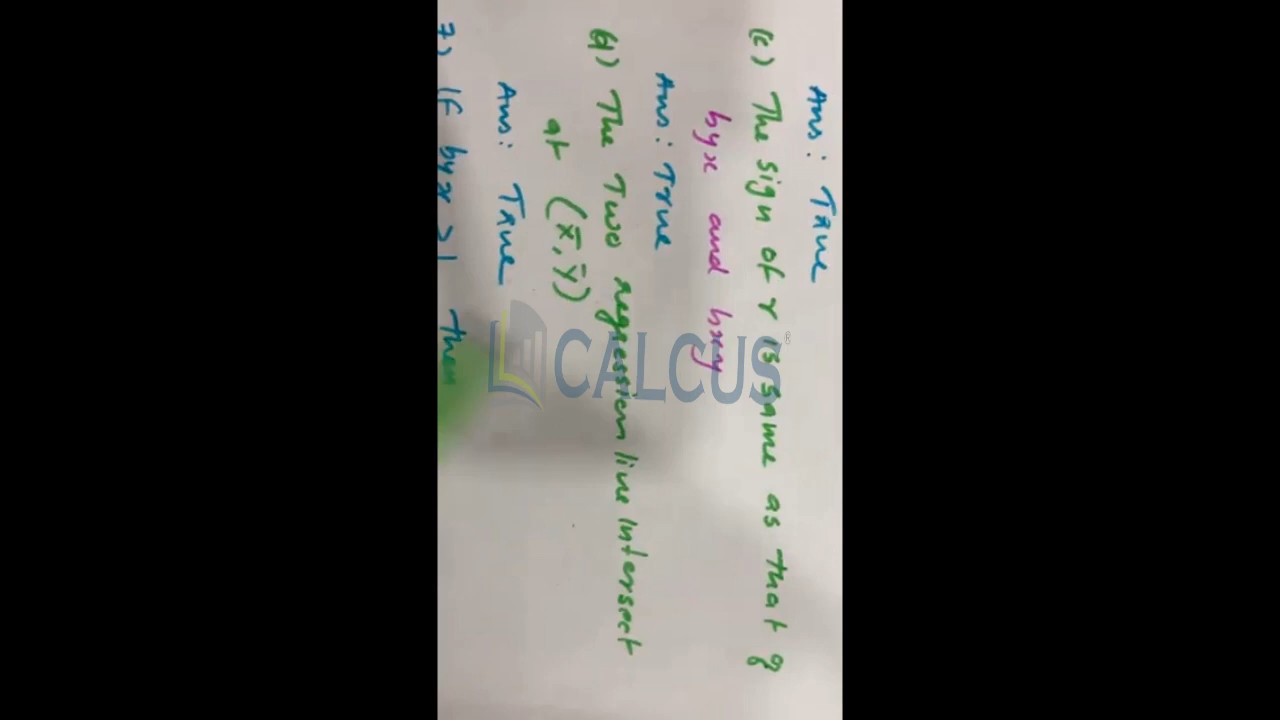 Ans: True
(c) The sign of r is same as that of
byx and bxy
Ans: True
d) The Two regession line intersect
at (x̄, ȳ)
Ans: True
7) If byx >1 then
CALCUS